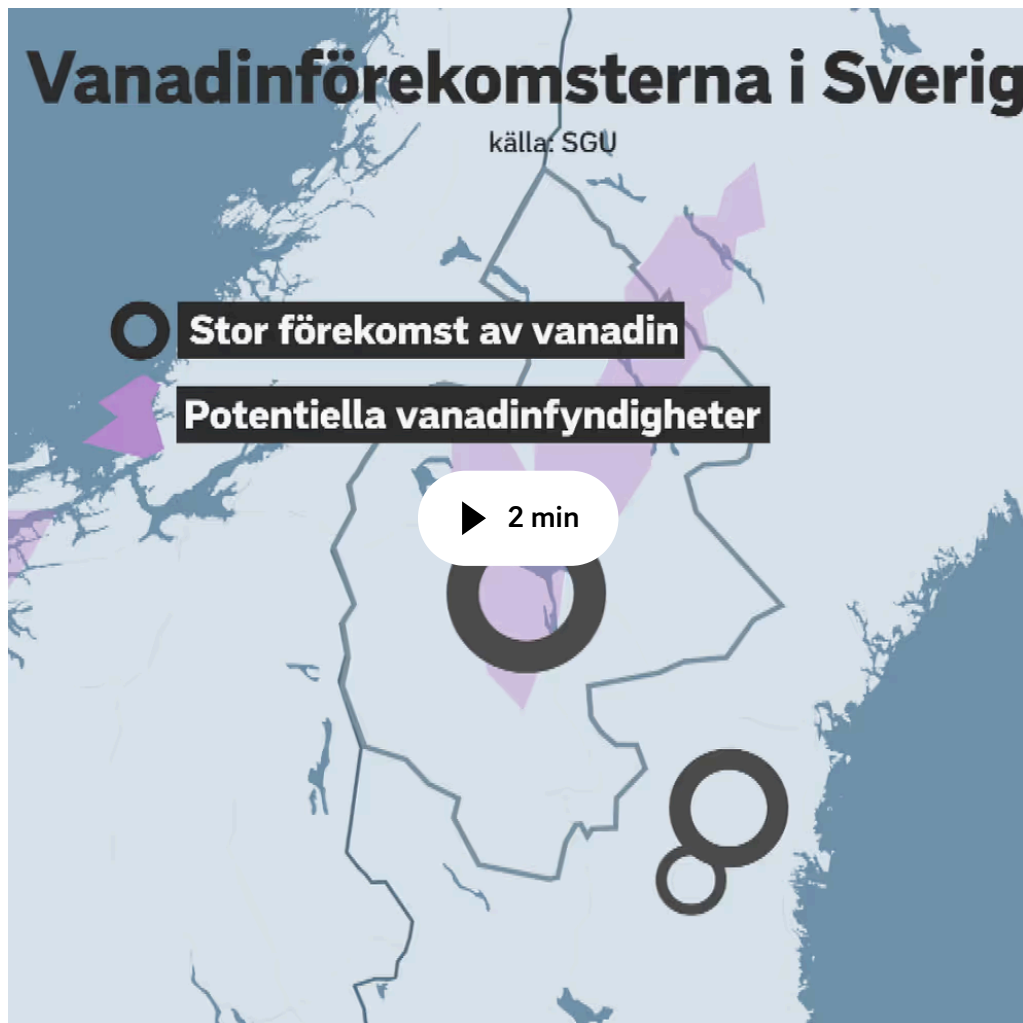 Vanadinförekomsterna i Sverig
källa: SGU
Stor förekomst av vanadin
Potentiella vanadinfyndigheter
2 min